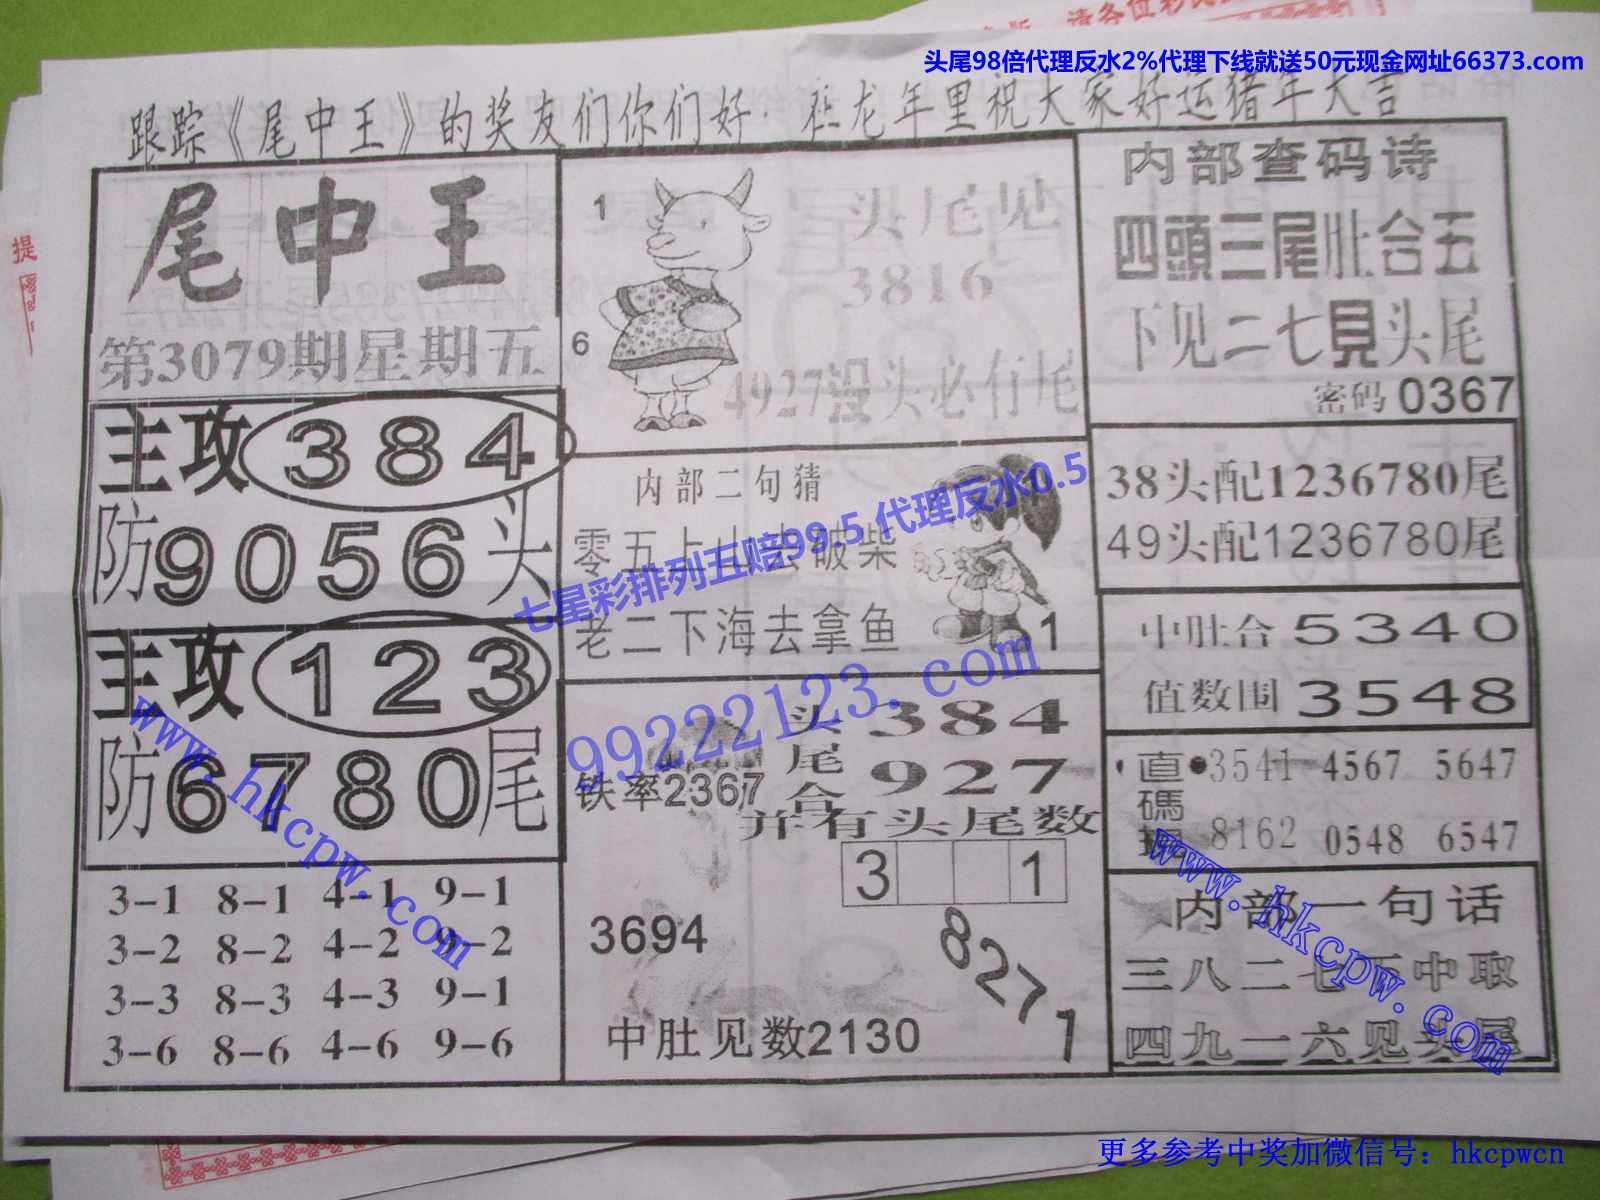 头尾98倍代理反水2%代理下线就送50元现金网址66373.com
跟踪《尾中王》的奖友们你们好. 在龙年里祝大家好运猪年大吉
尾中王
第3079期星期五
主攻384
防9056头
主攻123
防6780尾
3-1 8-1 4-1 9-1
3-2 8-2 4-2 9-2
3-3 8-3 4-3 9-1
3-6 8-6 4-6 9-6
1
6
头尾见
3816
4927没头必有尾
内部二句猜
零五上山去破柴
老二下海去拿鱼
1
七星彩排列五赔99.5代理反水0.5
99222123.com
头尾合
384
927
铁率2367
并有头尾数
3 1
3694
8271
中肚见数2130
内部查码诗
四頭三尾肚合五
下见二七見头尾
密码0367
38头配1236780尾
49头配1236780尾
中肚合5340
值数围3548
直碼
3541 4567 5647
8162 0548 6547
内部一句话
三八二七 中取
四九一六见头尾
www.hkcpw.com
www.hkcpw.com
更多参考中奖加微信号：hkcpwcn
提